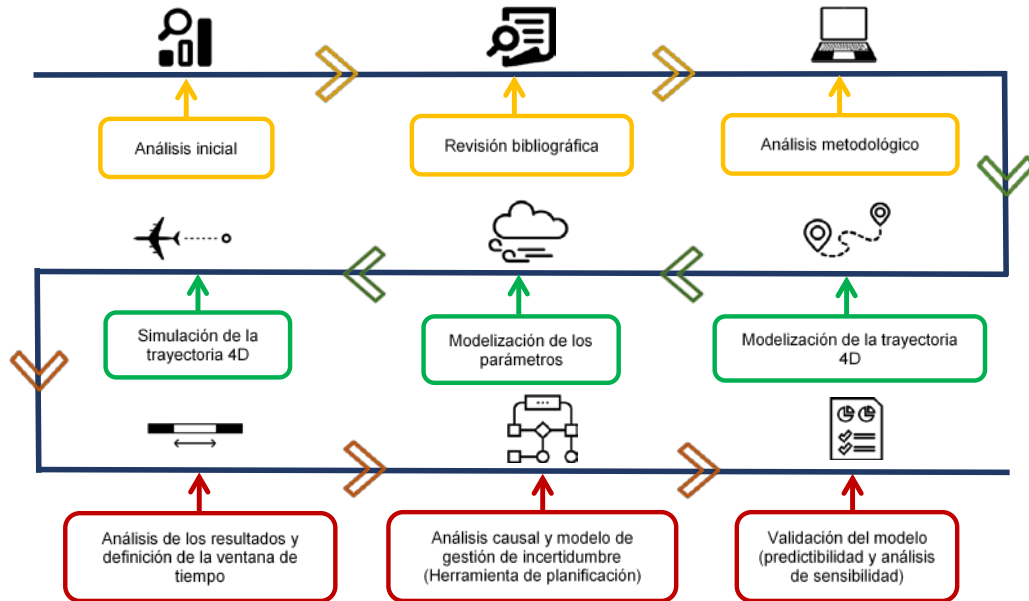 Análisis inicial
Revisión bibliográfica
Análisis metodológico
Simulación de la
trayectoria 4D
Modelización de los
parámetros
Modelización de la trayectoria
4D
Análisis de los resultados y
definición de la ventana de
tiempo
Análisis causal y modelo de
gestión de incertidumbre
(Herramienta de planificación)
Validación del modelo
(predictibilidad y análisis
de sensibilidad)